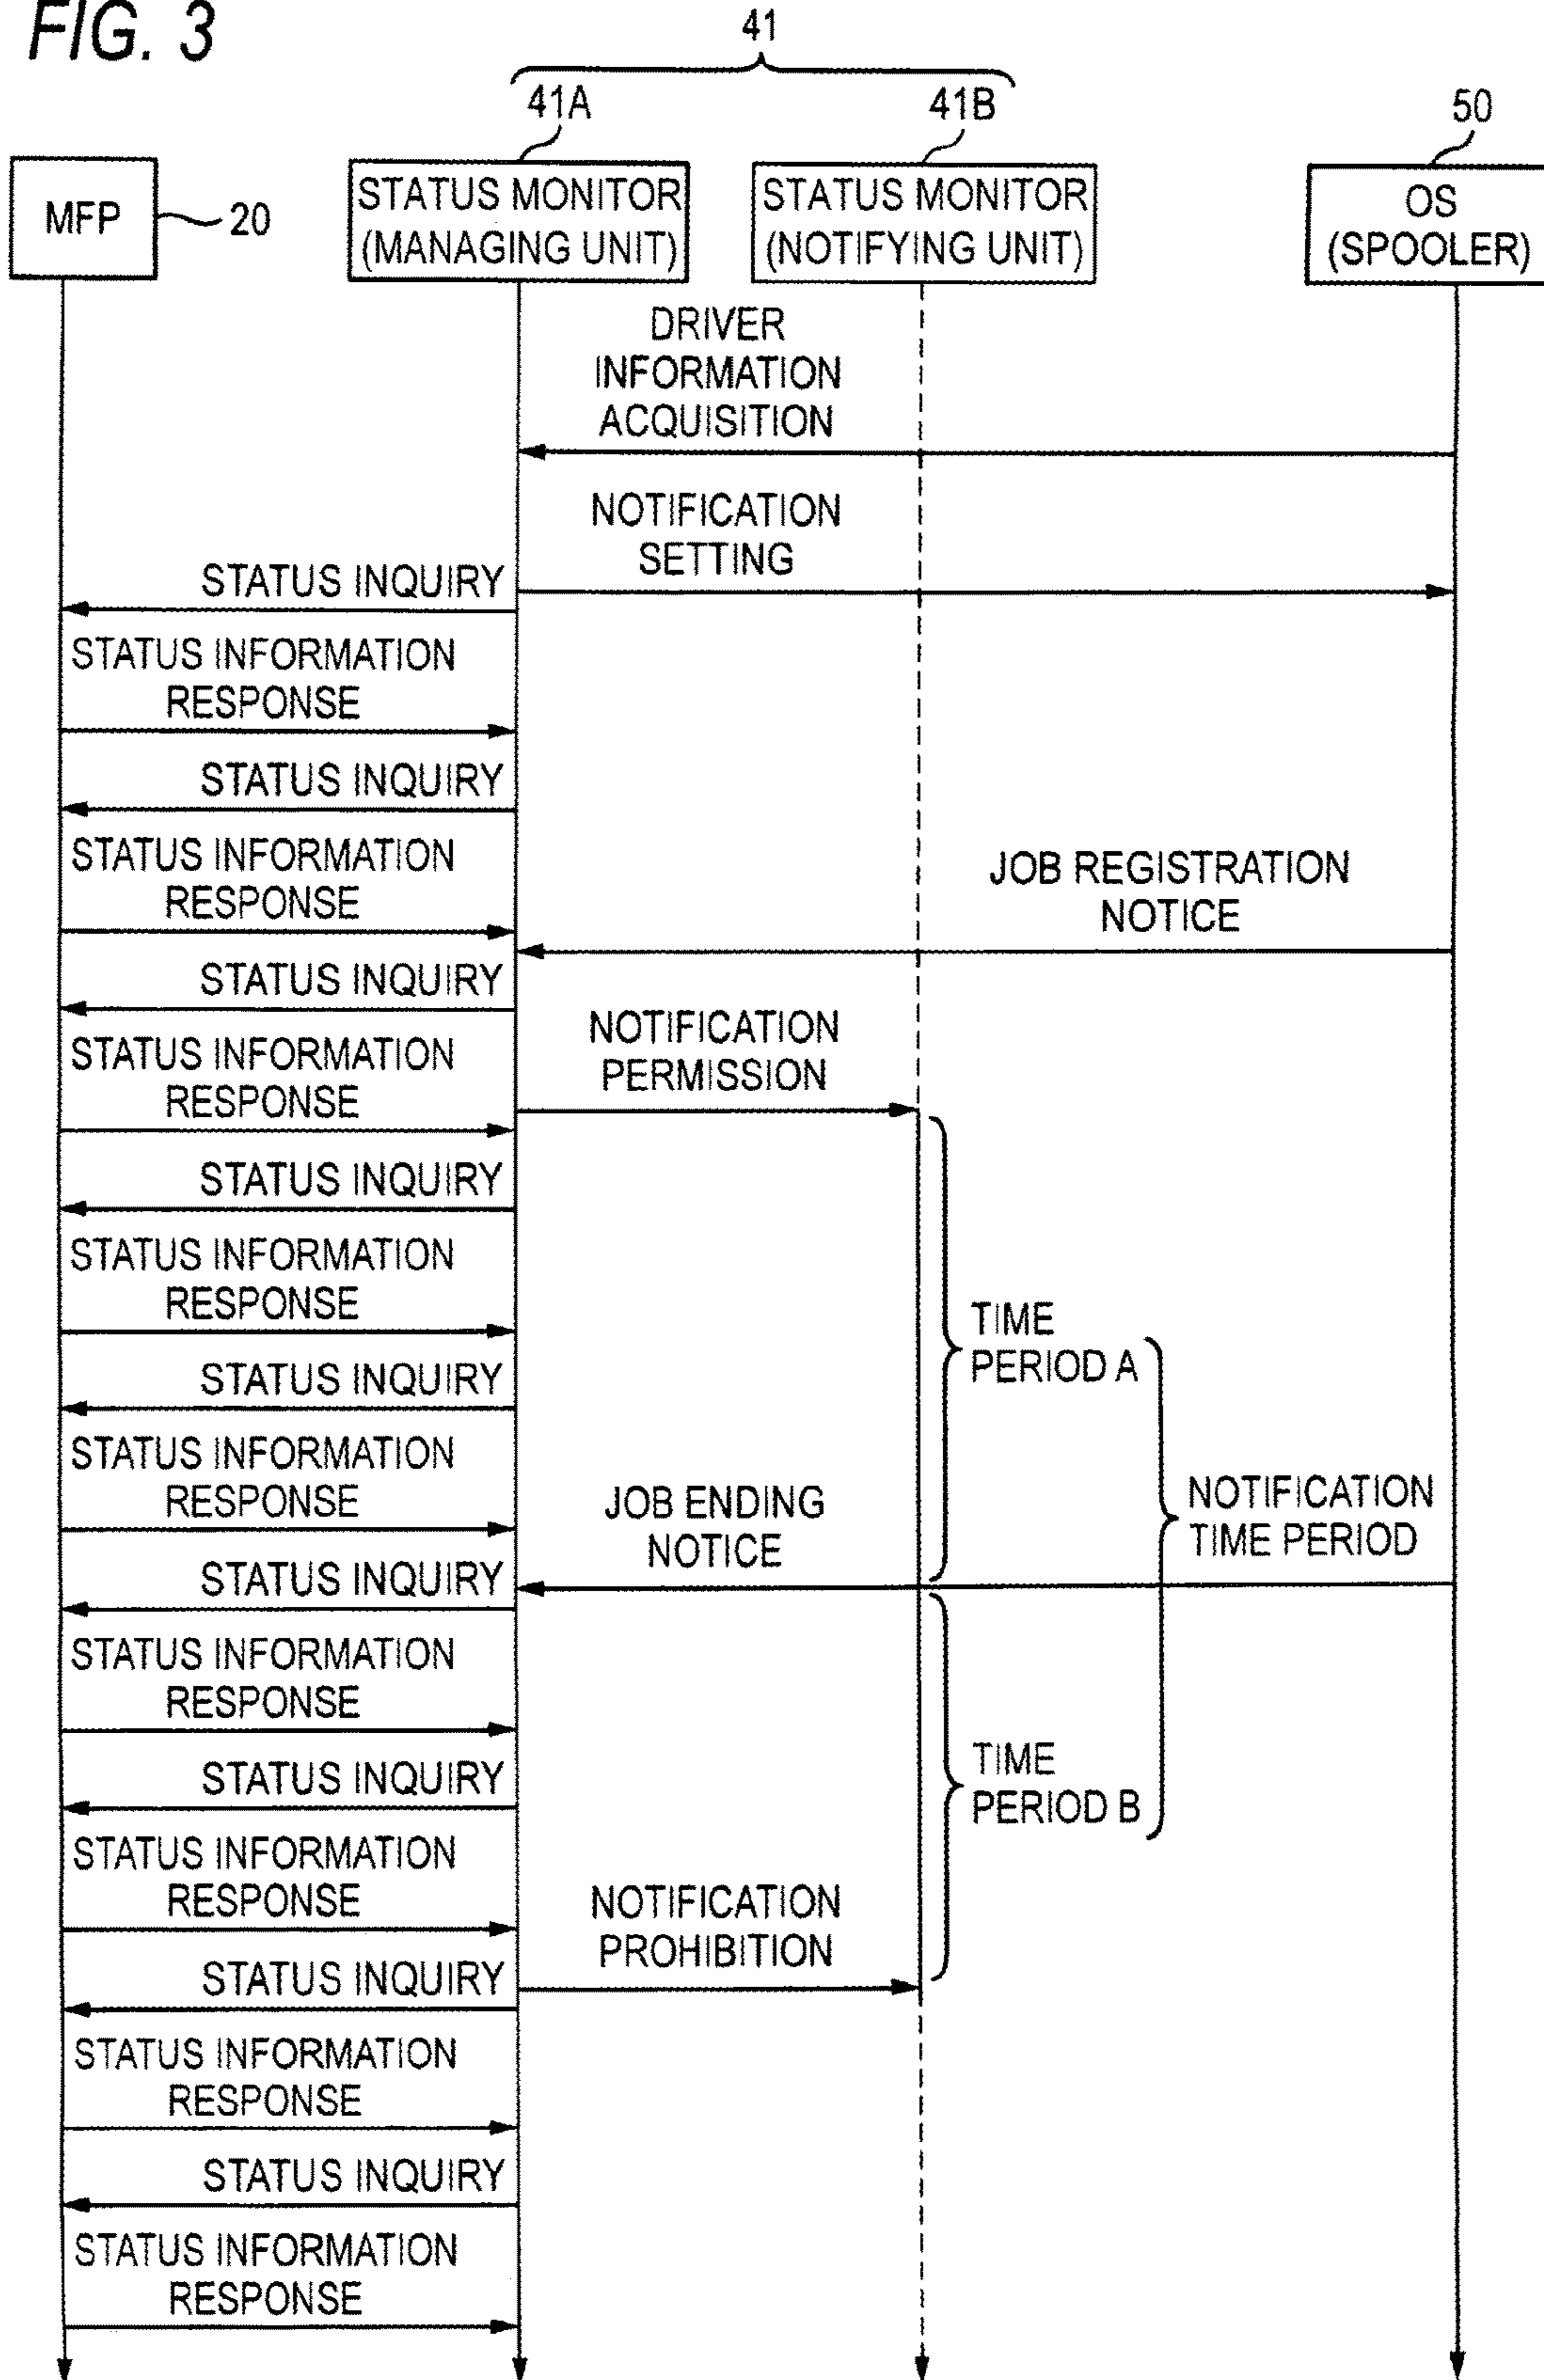 FIG. 3
41
41A
41B
50
MFP
20
STATUS MONITOR
(MANAGING UNIT)
STATUS MONITOR
(NOTIFYING UNIT)
OS
(SPOOLER)
DRIVER
INFORMATION
ACQUISITION
NOTIFICATION
SETTING
STATUS INQUIRY
STATUS INFORMATION
RESPONSE
STATUS INQUIRY
STATUS INFORMATION
RESPONSE
JOB REGISTRATION
NOTICE
STATUS INQUIRY
NOTIFICATION
PERMISSION
STATUS INFORMATION
RESPONSE
STATUS INQUIRY
STATUS INFORMATION
RESPONSE
TIME
PERIOD A
STATUS INQUIRY
STATUS INFORMATION
RESPONSE
JOB ENDING
NOTICE
NOTIFICATION
TIME PERIOD
STATUS INQUIRY
STATUS INFORMATION
RESPONSE
STATUS INQUIRY
TIME
PERIOD B
STATUS INFORMATION
RESPONSE
NOTIFICATION
PROHIBITION
STATUS INQUIRY
STATUS INFORMATION
RESPONSE
STATUS INQUIRY
STATUS INFORMATION
RESPONSE